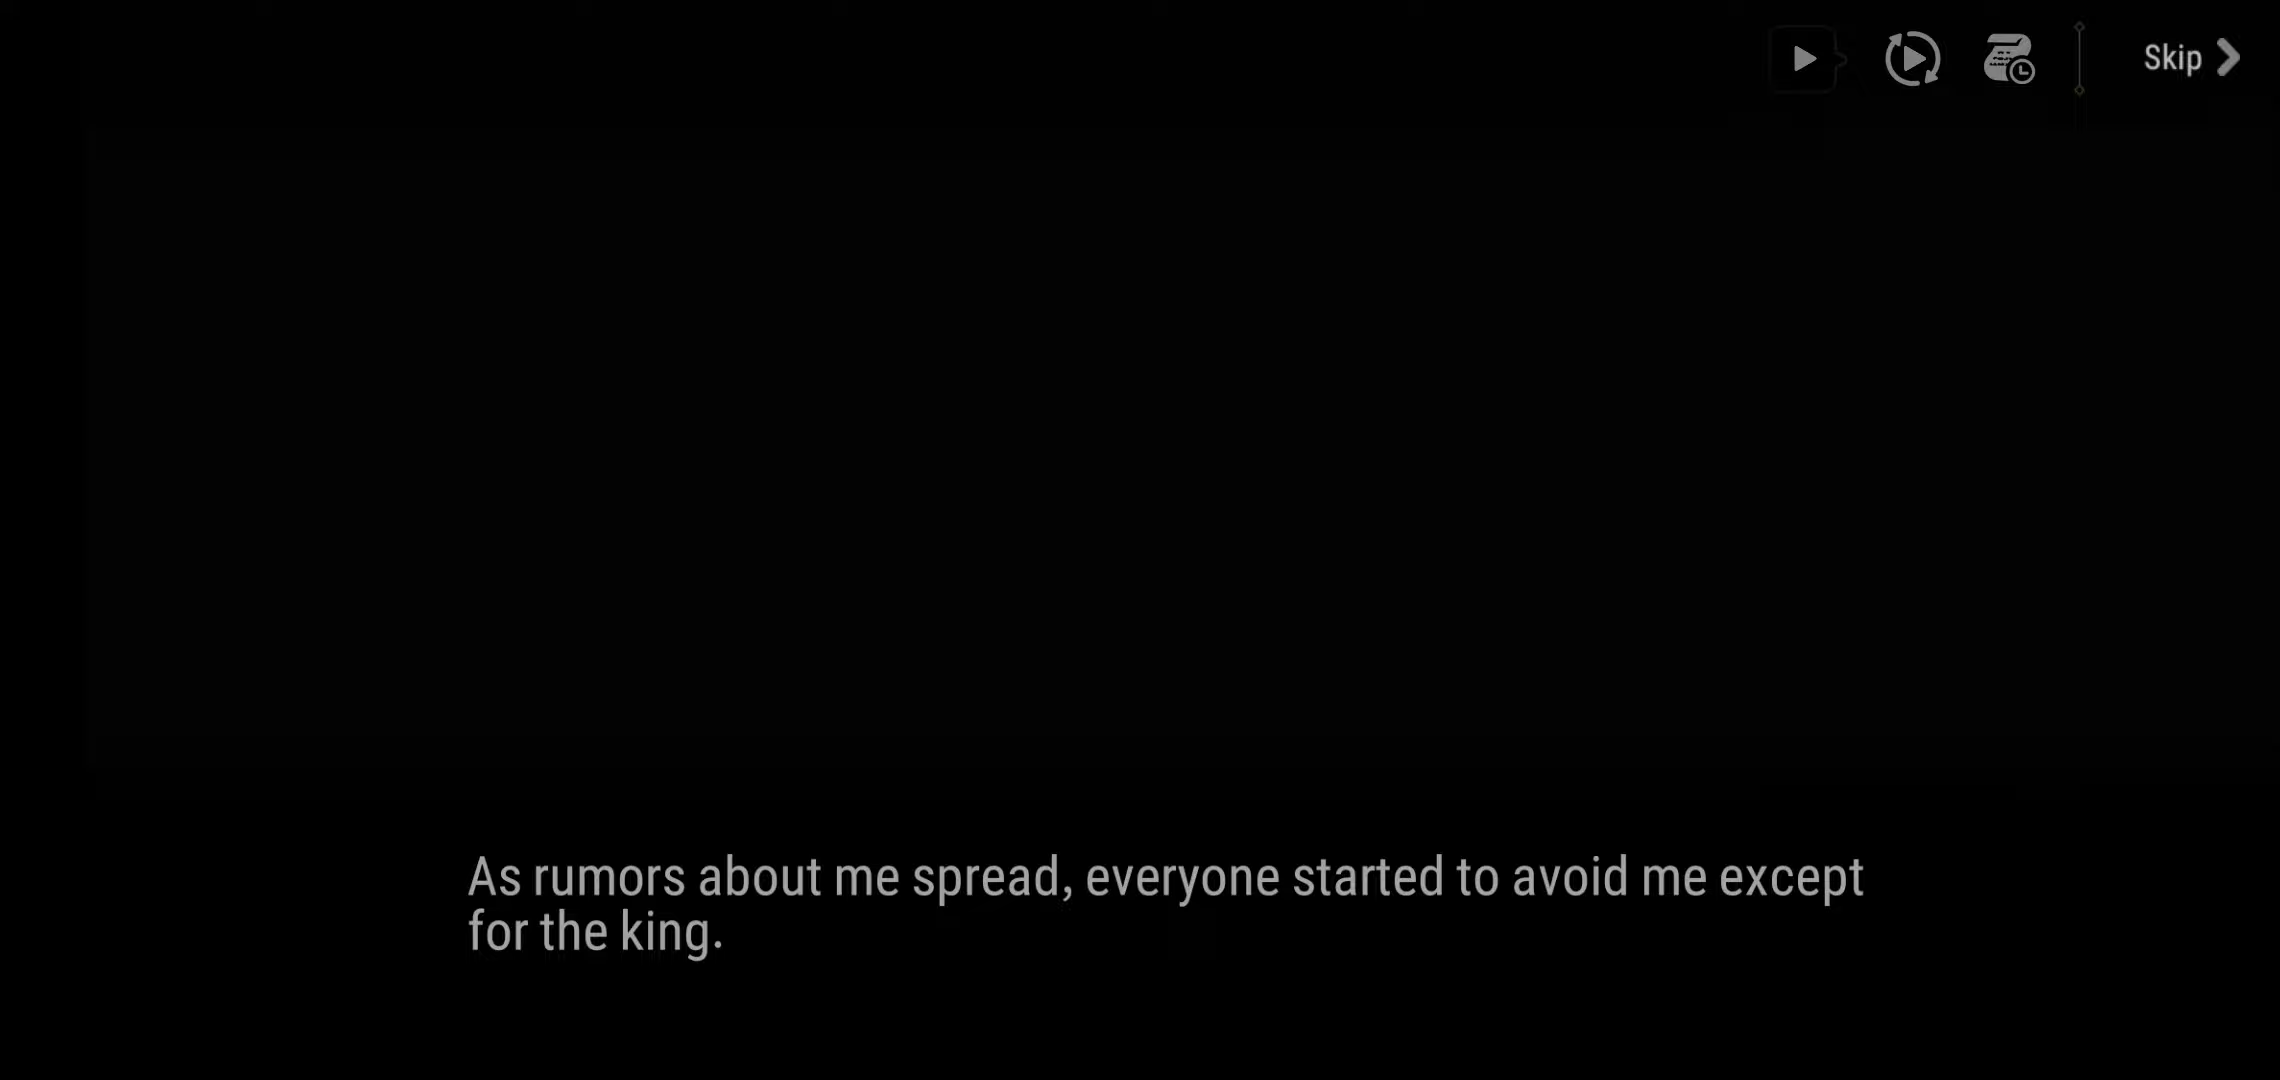 Skip
As rumors about me spread, everyone started to avoid me except
for the king.